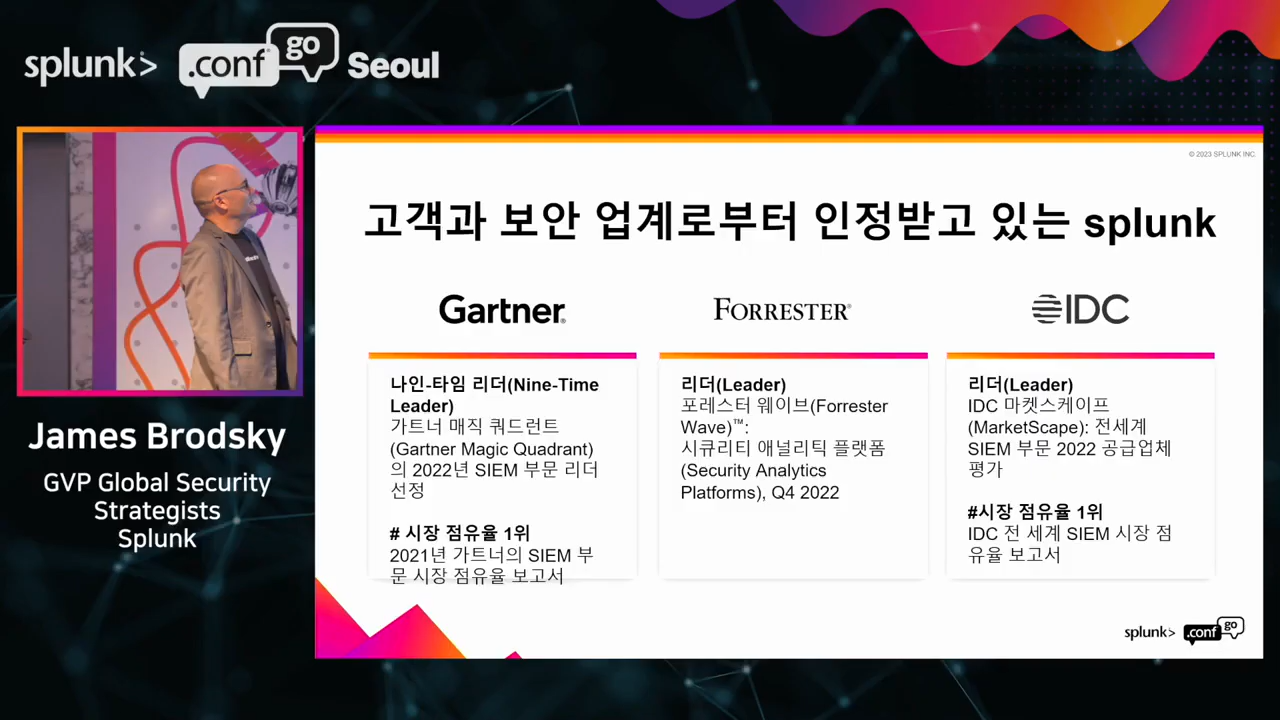 splunk> .conf go Seoul
© 2023 SPLUNK INC.
고객과 보안 업계로부터 인정받고 있는 splunk
Gartner®
나인-타임 리더(Nine-Time
Leader)
가트너 매직 쿼드런트
(Gartner Magic Quadrant)
의 2022년 SIEM 부문 리더
선정
# 시장 점유율 1위
2021년 가트너의 SIEM 부
문 시장 점유율 보고서
FORRESTER®
리더(Leader)
포레스터 웨이브(Forrester
Wave)™:
시큐리티 애널리틱 플랫폼
(Security Analytics
Platforms), Q4 2022
IDC
리더(Leader)
IDC 마켓스케이프
(MarketScape): 전세계
SIEM 부문 2022 공급업체
평가
#시장 점유율 1위
IDC 전 세계 SIEM 시장 점
유율 보고서
splunk> .conf go
James Brodsky
GVP Global Security
Strategists
Splunk